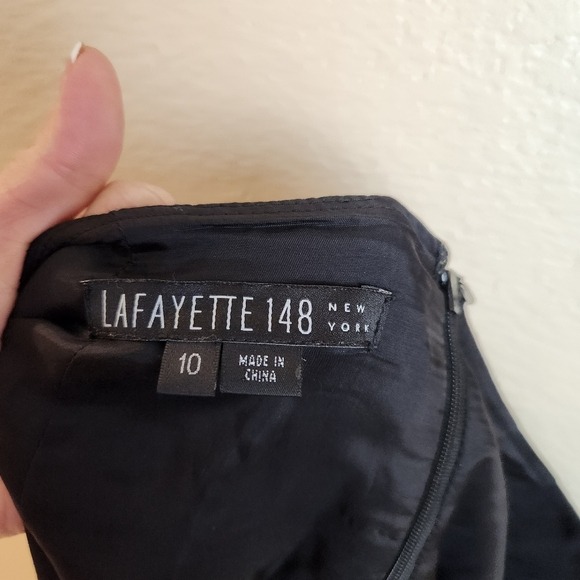 LAFAYETTE 148 NEW YORK
10
MADE IN
CHINA